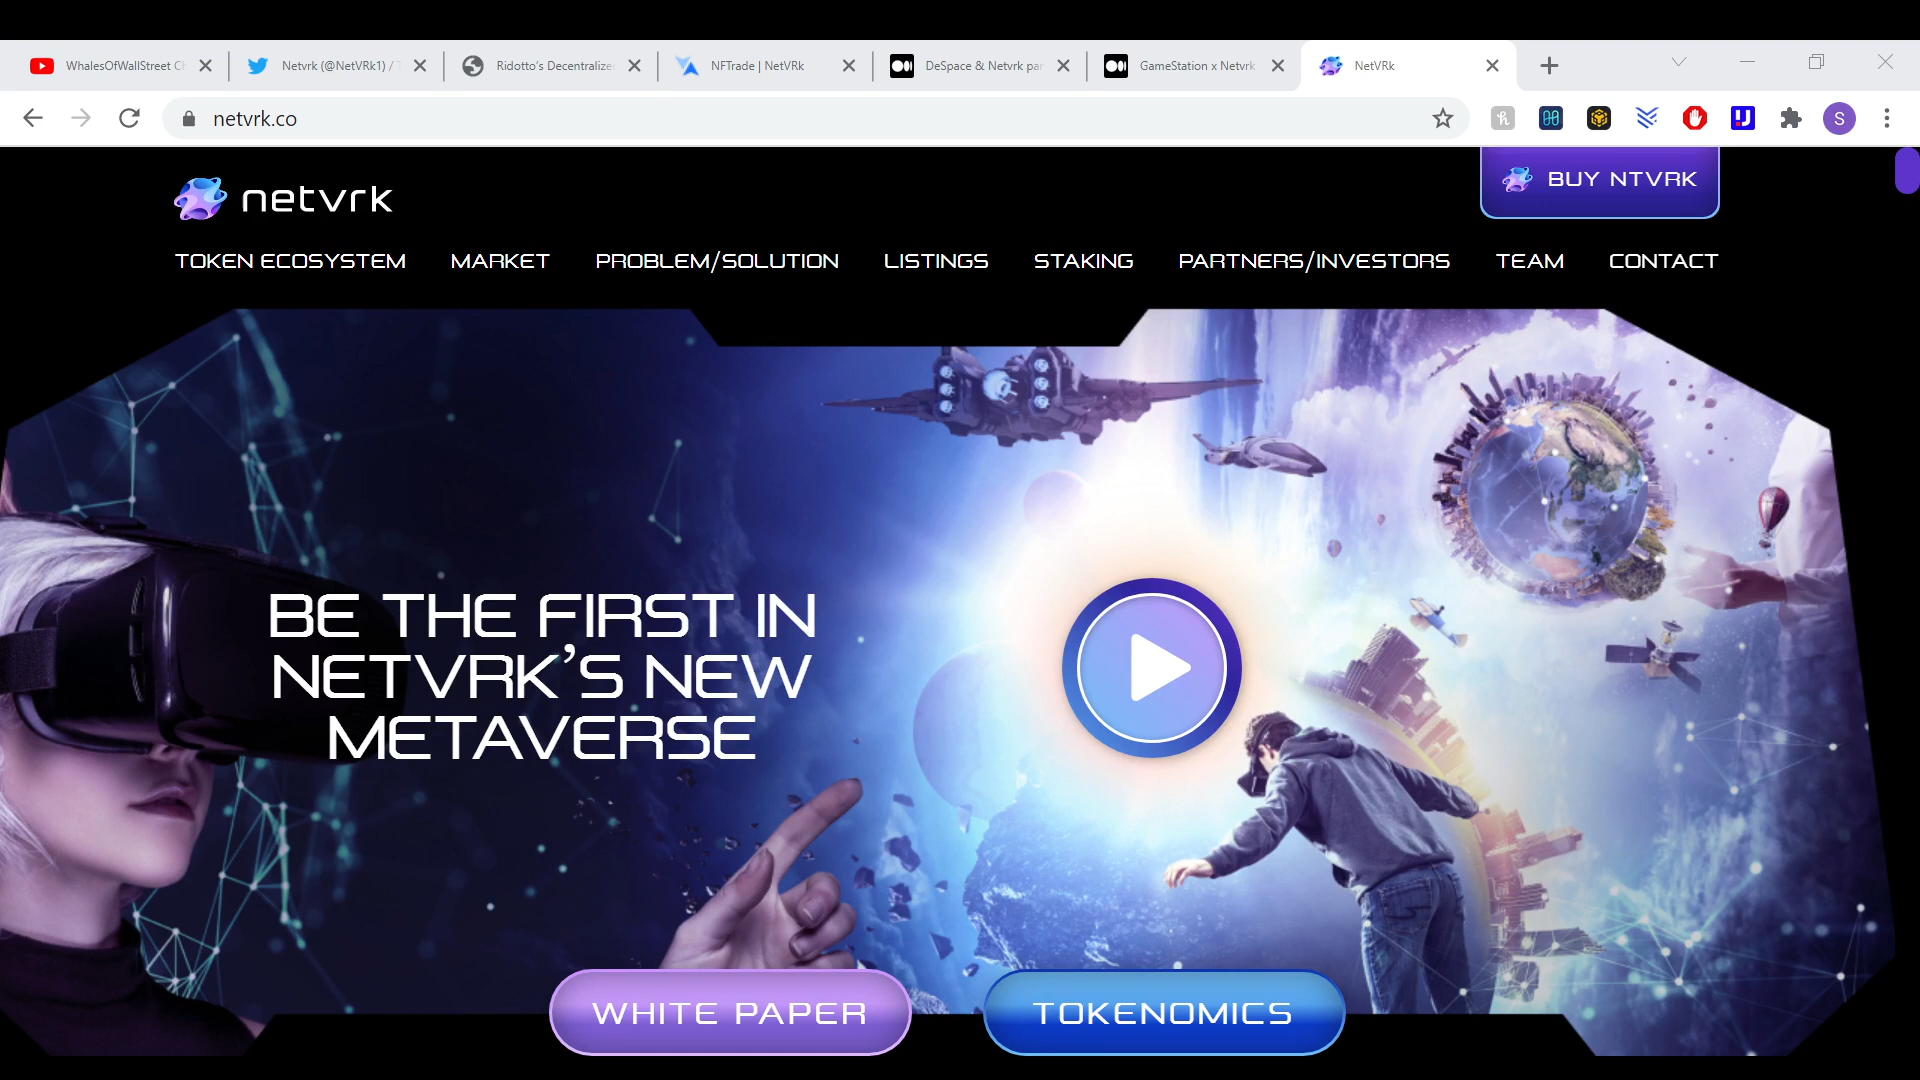 WhalesOfWallStreet Ch
Netvrk (@NetVRk1) / T
Ridotto's Decentralize
NFTrade | NetVRk
DeSpace & Netvrk par
GameStation x Netvrk
NetVRk
netvrk.co
S
netvrk
BUY NTVRK
TOKEN ECOSYSTEM MARKET PROBLEM/SOLUTION LISTINGS STAKING PARTNERS/INVESTORS TEAM CONTACT
BE THE FIRST IN
NETVRK'S NEW
METAVERSE
WHITE PAPER
TOKENOMICS